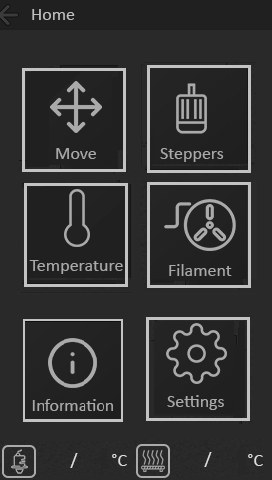 Home
Move Steppers
Temperature Filament
Information Settings
/ °C / °C